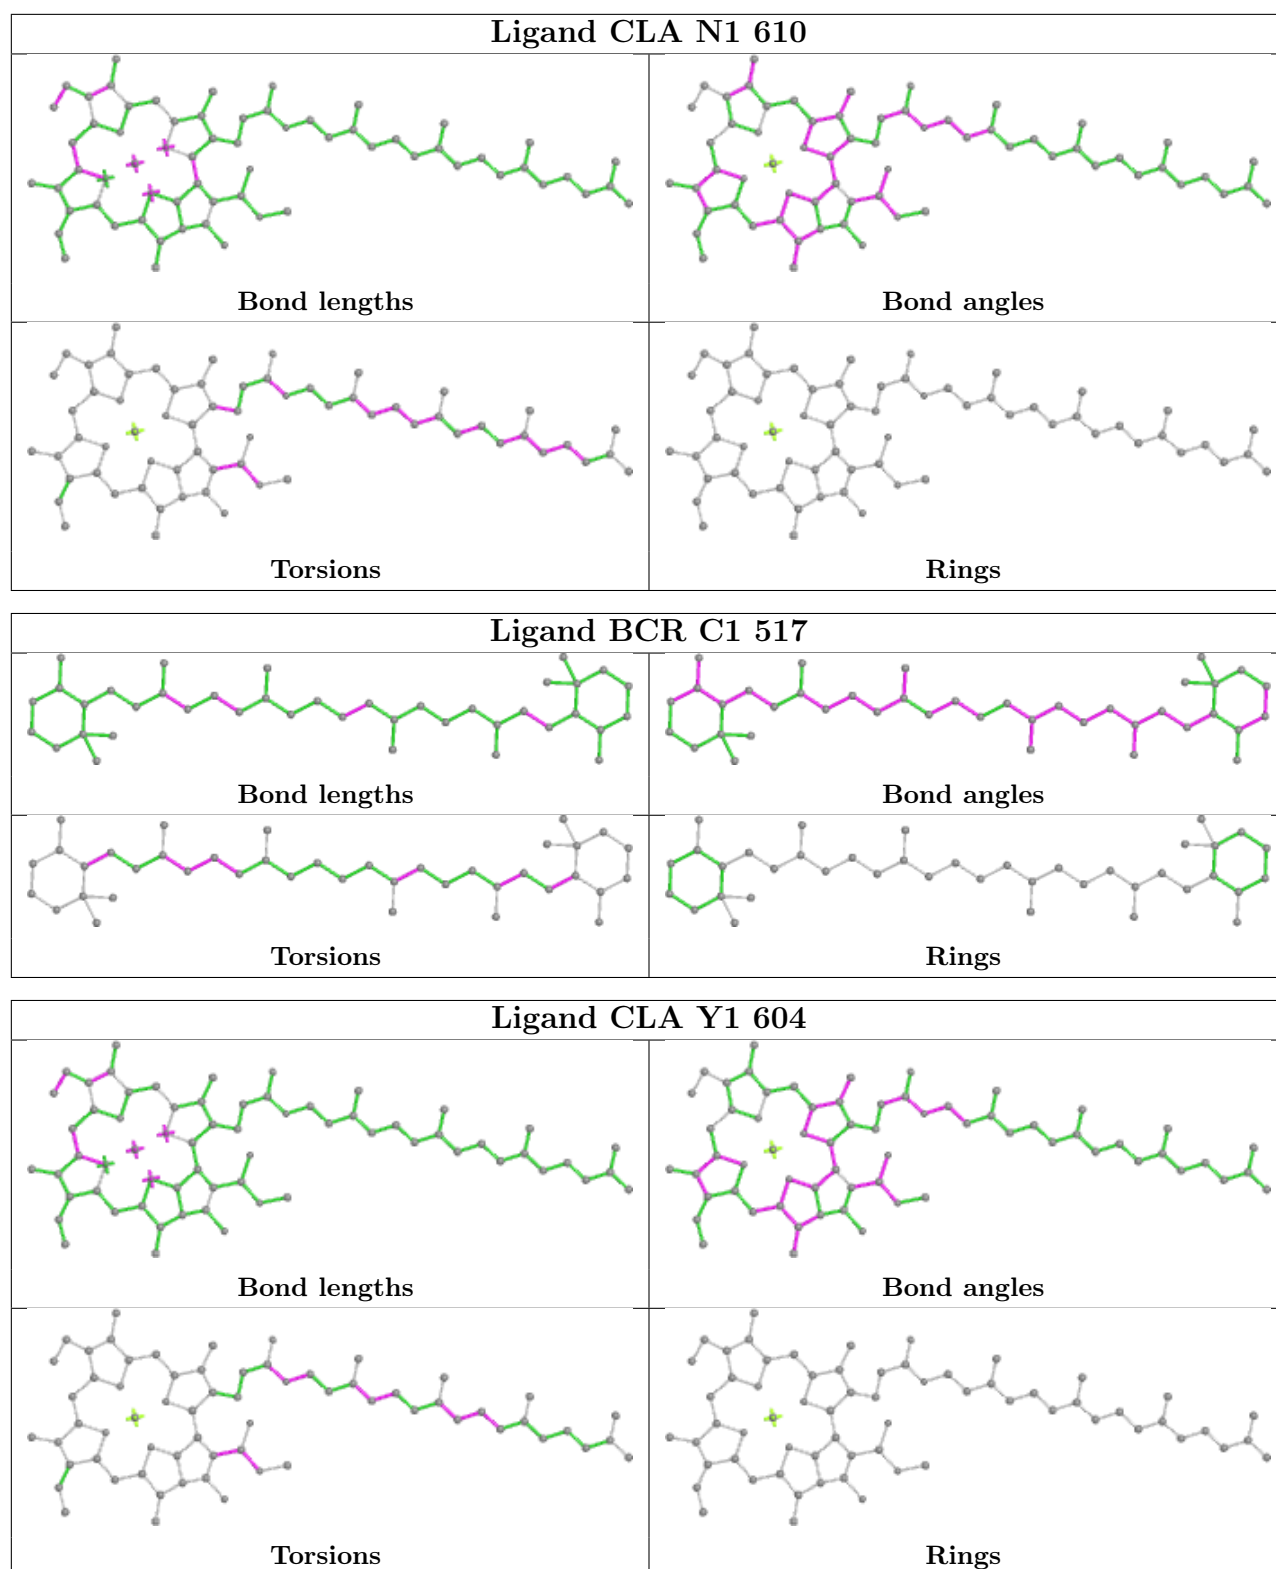 Ligand CLA N1 610
Bond lengths
Bond angles
Torsions
Rings
Ligand BCR C1 517
Bond lengths
Bond angles
Torsions
Rings
Ligand CLA Y1 604
Bond lengths
Bond angles
Torsions
Rings